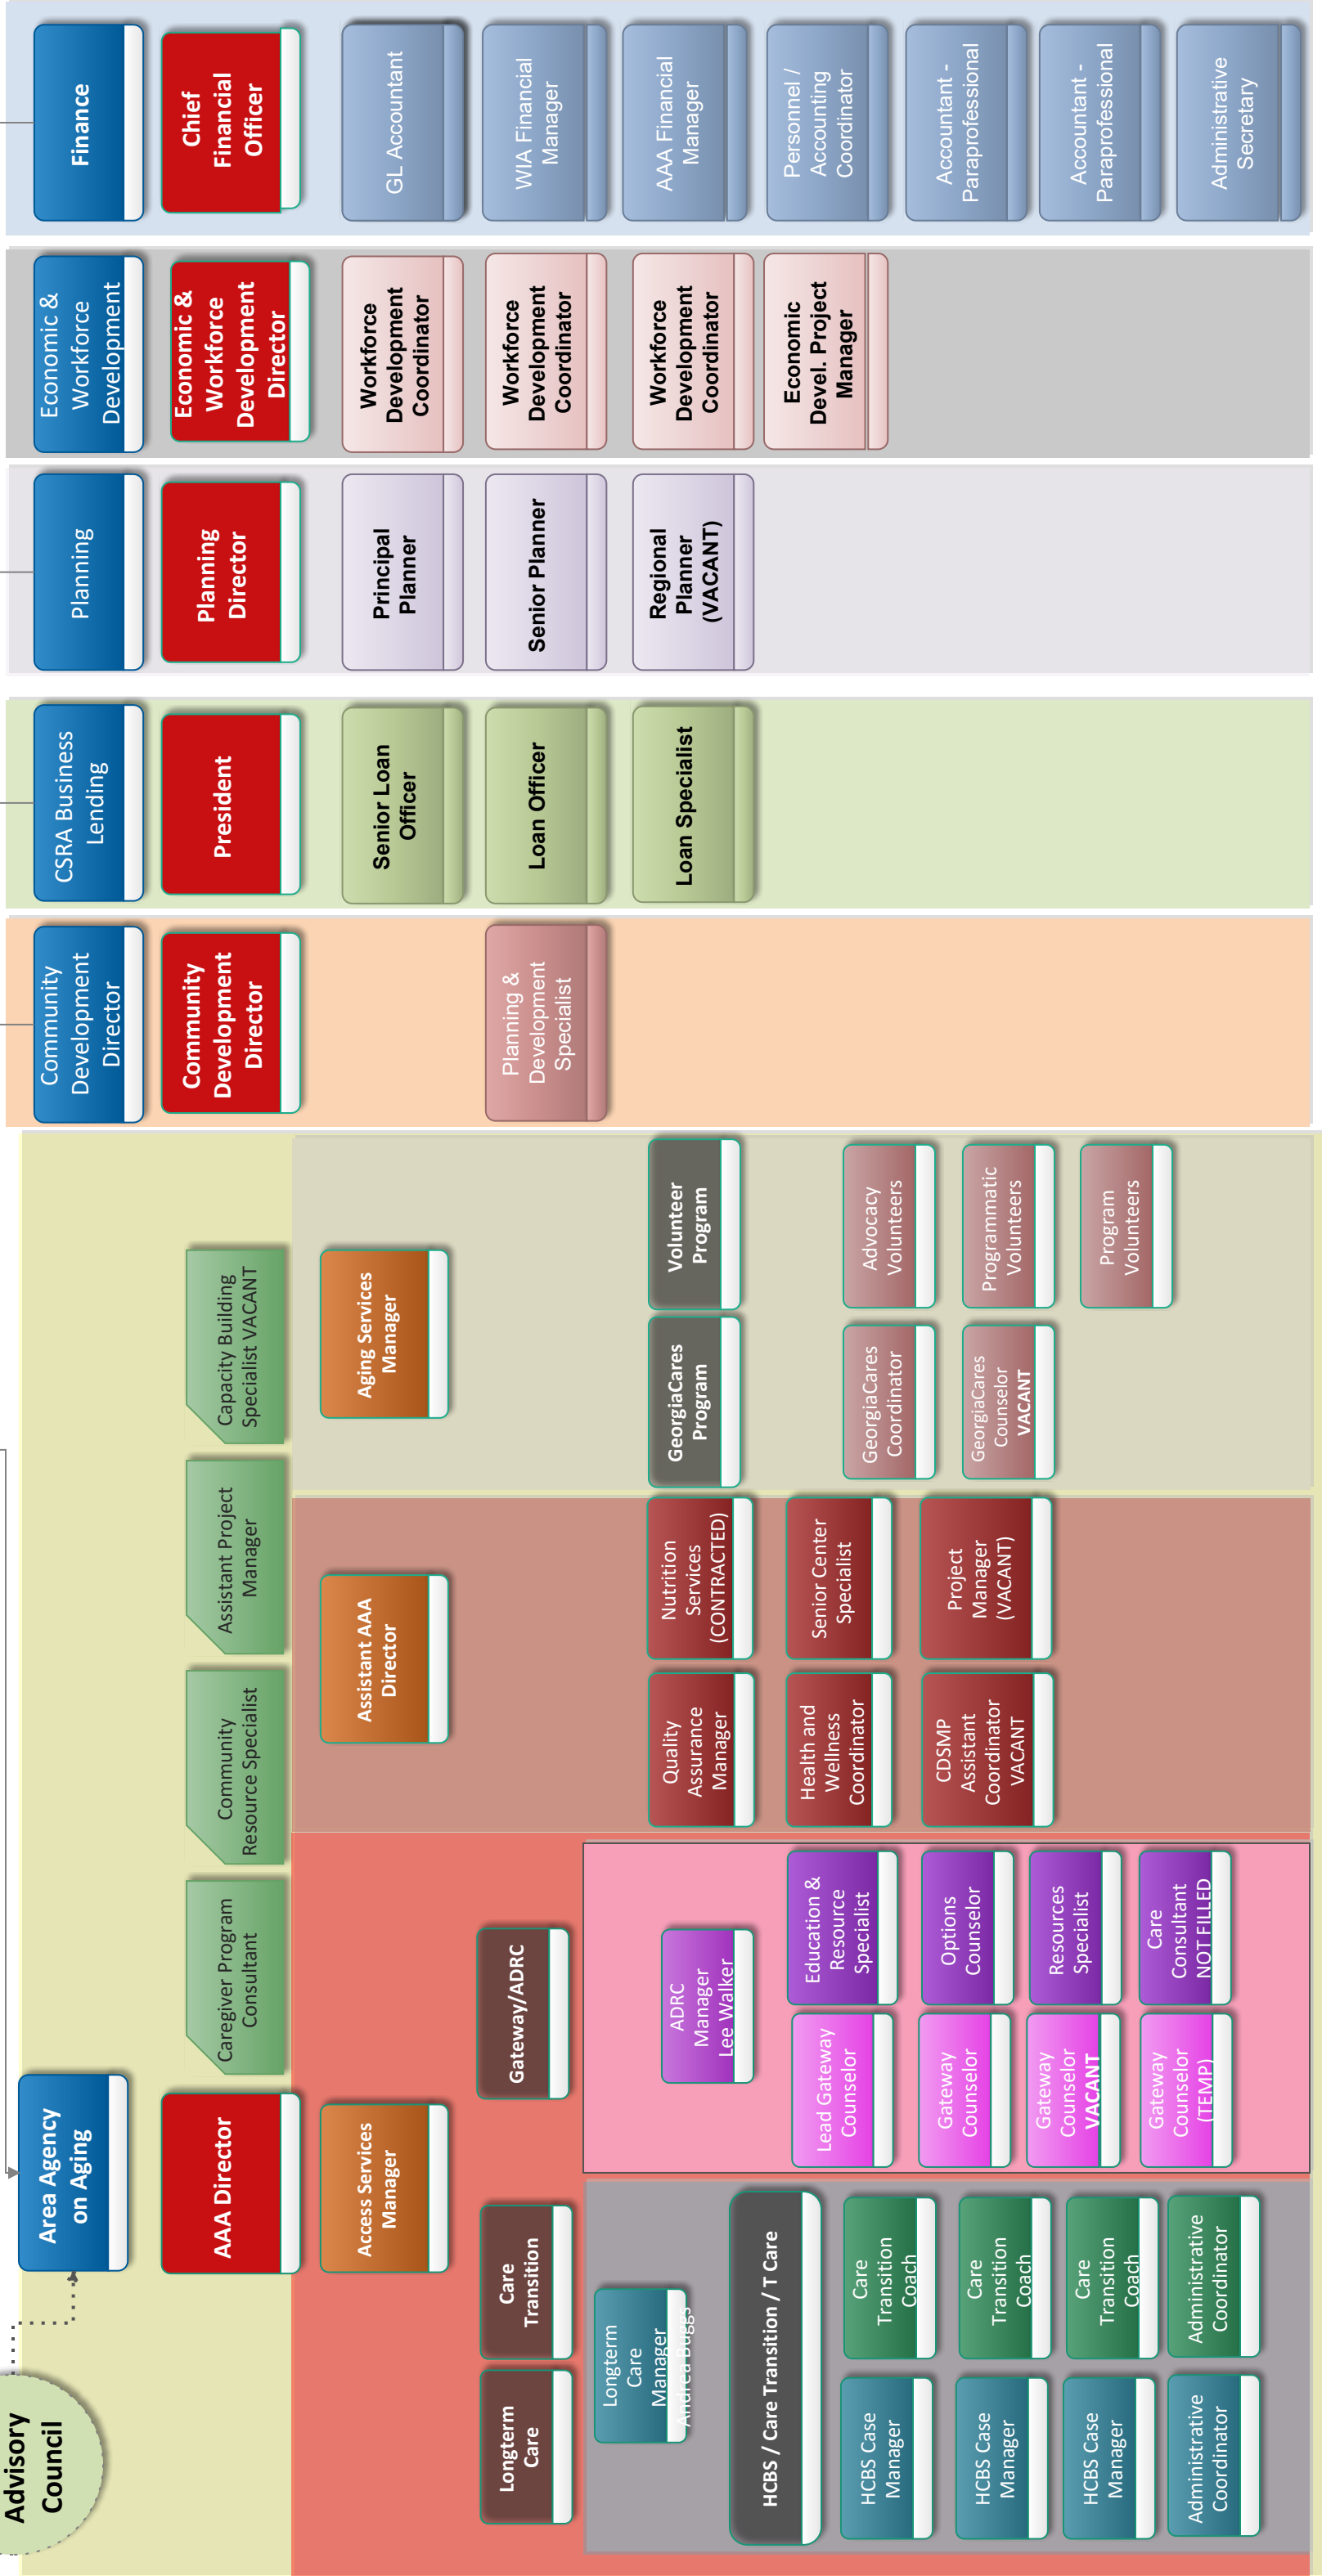 Advisory
Council
Area Agency
on Aging
AAA Director
Caregiver Program
Consultant
Community
Resource Specialist
Assistant Project
Manager
Capacity Building
Specialist VACANT
Access Services
Manager
Assistant AAA
Director
Aging Services
Manager
Longterm
Care
Care
Transition
Gateway/ADRC
Longterm
Care
Manager
Andrea Buggs
HCBS / Care Transition / T Care
HCBS Case
Manager
Care
Transition
Coach
HCBS Case
Manager
Care
Transition
Coach
HCBS Case
Manager
Care
Transition
Coach
Administrative
Coordinator
Administrative
Coordinator
ADRC
Manager
Lee Walker
Lead Gateway
Counselor
Education &
Resource
Specialist
Gateway
Counselor
Options
Counselor
Gateway
Counselor
VACANT
Resources
Specialist
Gateway
Counselor
(TEMP)
Care
Consultant
NOT FILLED
Quality
Assurance
Manager
Nutrition
Services
(CONTRACTED)
Health and
Wellness
Coordinator
Senior Center
Specialist
CDSMP
Assistant
Coordinator
VACANT
Project
Manager
(VACANT)
GeorgiaCares
Program
Volunteer
Program
GeorgiaCares
Coordinator
Advocacy
Volunteers
GeorgiaCares
Counselor
VACANT
Programmatic
Volunteers
Program
Volunteers
Community
Development
Director
Community
Development
Director
Planning &
Development
Specialist
CSRA Business
Lending
President
Senior Loan
Officer
Loan Officer
Loan Specialist
Planning
Planning
Director
Principal
Planner
Senior Planner
Regional
Planner
(VACANT)
Economic &
Workforce
Development
Economic &
Workforce
Development
Director
Workforce
Development
Coordinator
Workforce
Development
Coordinator
Workforce
Development
Coordinator
Economic
Devel. Project
Manager
Finance
Chief
Financial
Officer
GL Accountant
WIA Financial
Manager
AAA Financial
Manager
Personnel /
Accounting
Coordinator
Accountant -
Paraprofessional
Accountant -
Paraprofessional
Administrative
Secretary